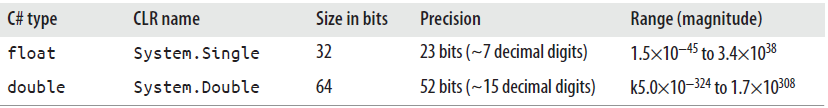 C# type CLR name Size in bits Precision Range (magnitude)
float System.Single 32 23 bits (~7 decimal digits) 1.5×10⁻⁴⁵ to 3.4×10³⁸
double System.Double 64 52 bits (~15 decimal digits) k5.0×10⁻³²⁴ to 1.7×10³⁰⁸